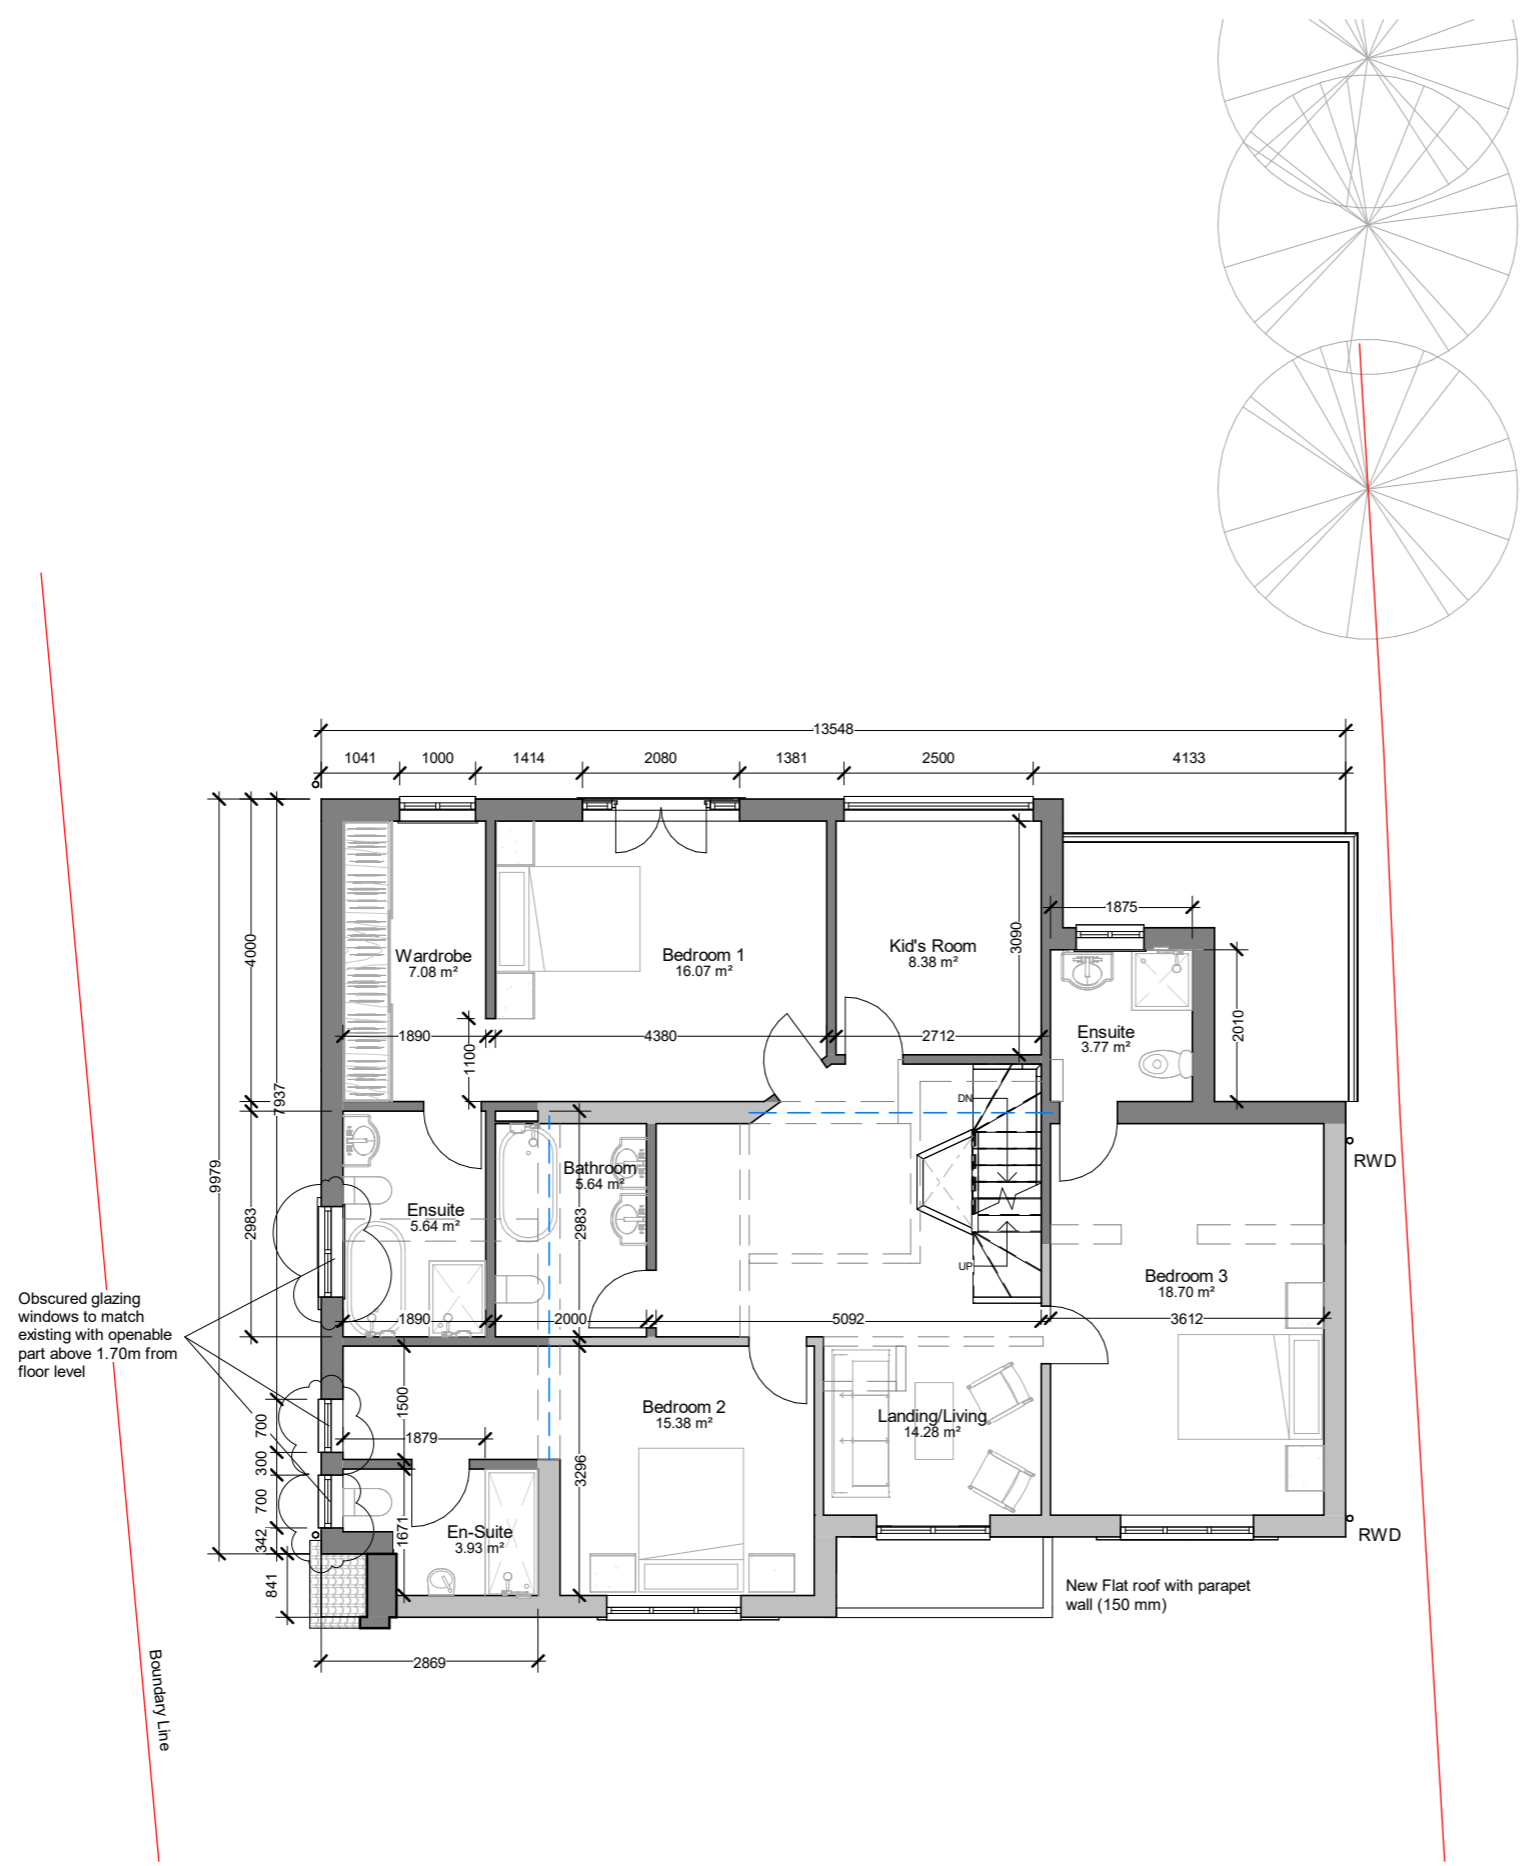 13548
1041 1000 1414 2080 1381 2500 4133
4000
7937
9979
2983
Wardrobe
7.08 m²
Bedroom 1
16.07 m²
Kid's Room
8.38 m²
3090
1875
2010
Ensuite
3.77 m²
1890
4380
2712
1100
DN
UP
RWD
Bathroom
5.64 m²
Ensuite
5.64 m²
2983
1890
2000
5092
3612
Bedroom 3
18.70 m²
Obscured glazing
windows to match
existing with openable
part above 1.70m from
floor level
1500
1879
3296
Bedroom 2
15.38 m²
Landing/Living
14.28 m²
700
300
700
342
841
1671
En-Suite
3.93 m²
RWD
New Flat roof with parapet
wall (150 mm)
2869
Boundary Line